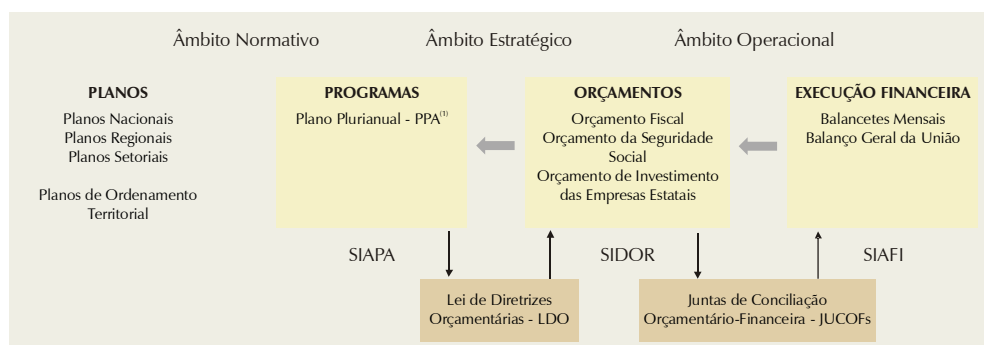 Âmbito Normativo
Âmbito Estratégico
Âmbito Operacional
PLANOS
Planos Nacionais
Planos Regionais
Planos Setoriais
Planos de Ordenamento
Territorial
PROGRAMAS
Plano Plurianual - PPA(1)
ORÇAMENTOS
Orçamento Fiscal
Orçamento da Seguridade
Social
Orçamento de Investimento
das Empresas Estatais
EXECUÇÃO FINANCEIRA
Balancetes Mensais
Balanço Geral da União
SIAPA
SIDOR
SIAFI
Lei de Diretrizes
Orçamentárias - LDO
Juntas de Conciliação
Orçamentário-Financeira - JUCOFs